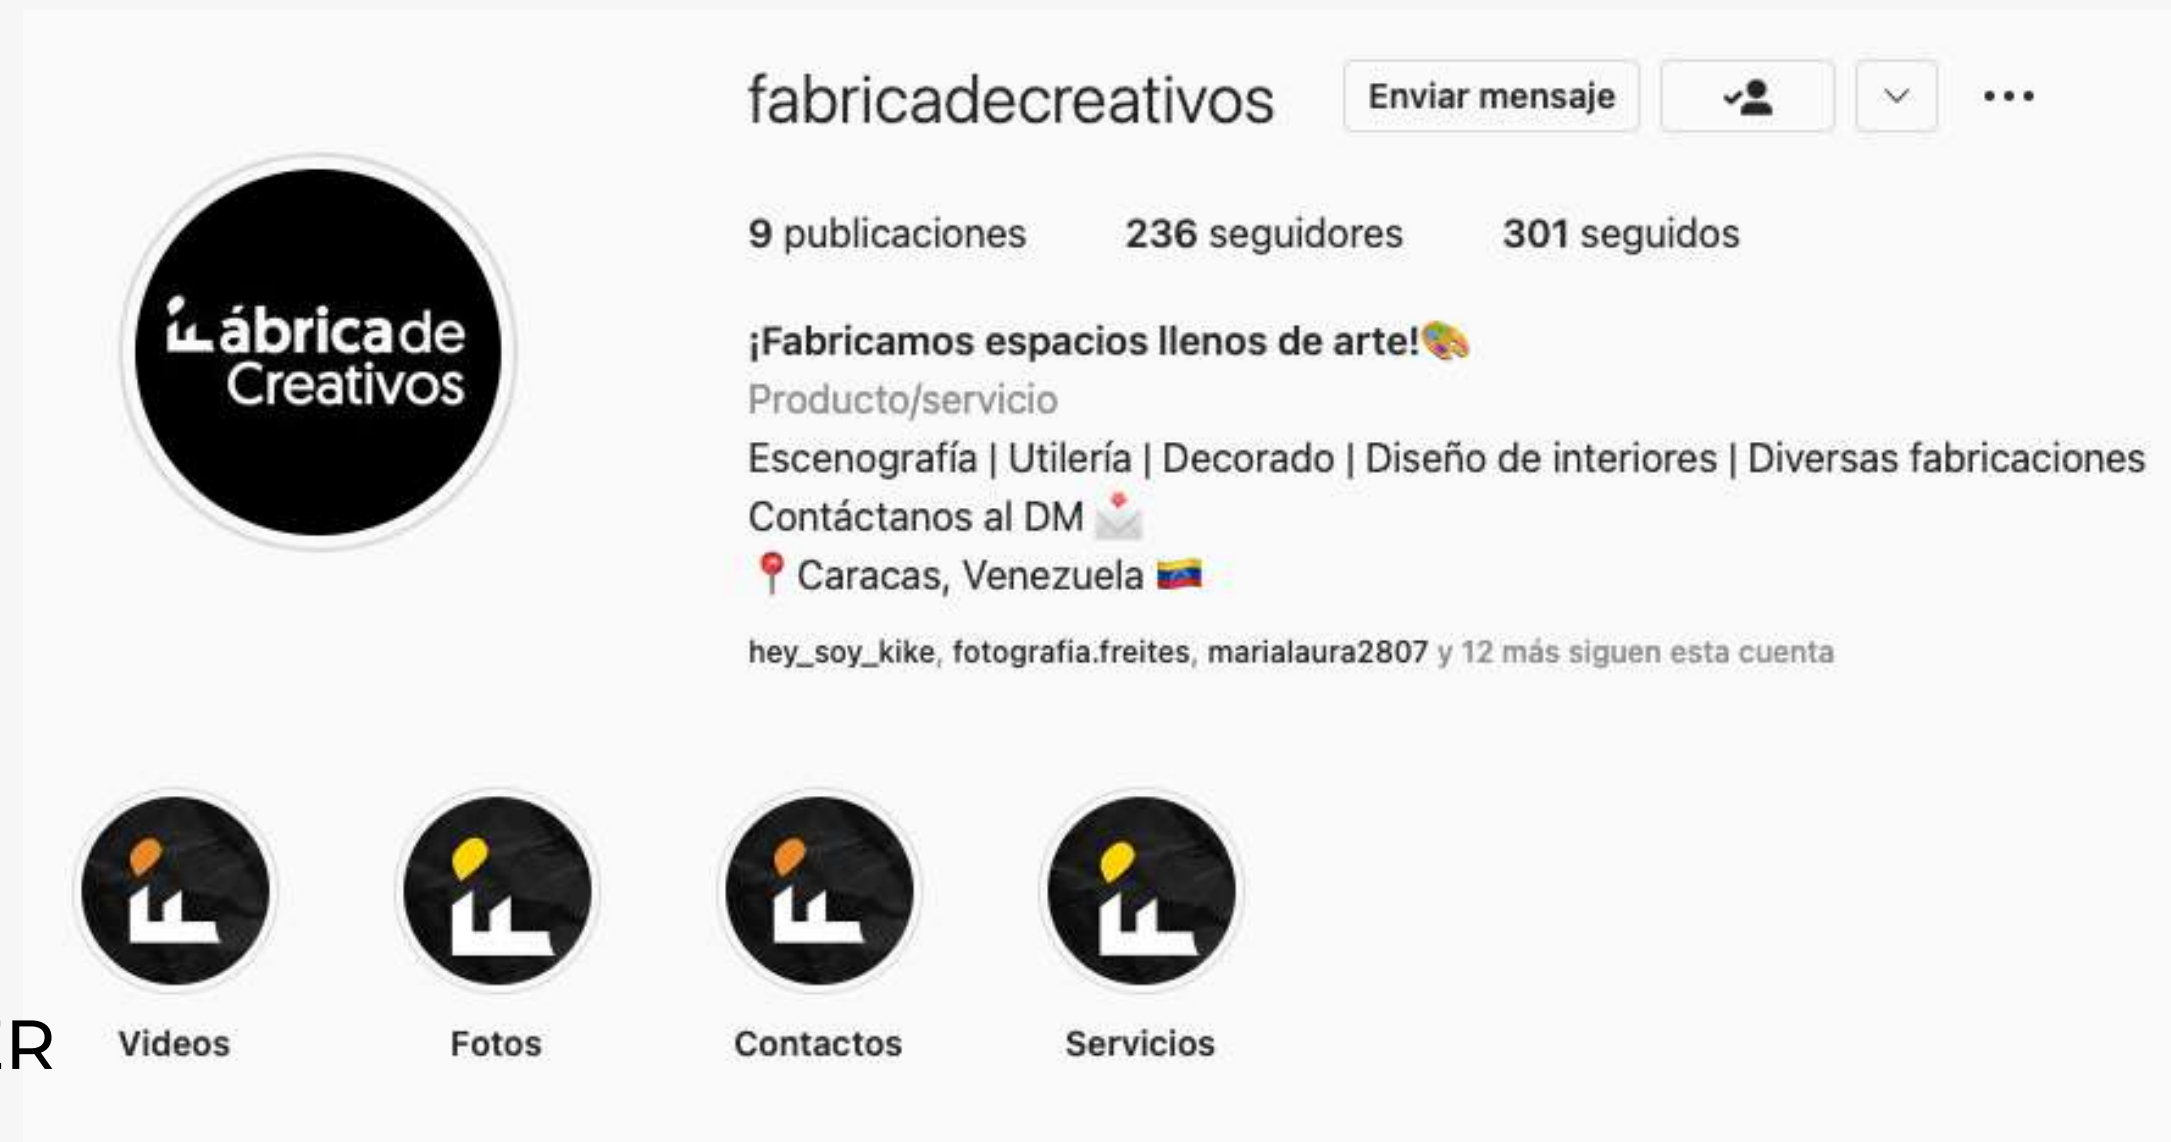 fabricadecreativos Enviar mensaje
9 publicaciones 236 seguidores 301 seguidos
Fábricade
Creativos
¡Fabricamos espacios llenos de arte!🎨
Producto/servicio
Escenografía | Utilería | Decorado | Diseño de interiores | Diversas fabricaciones
Contáctanos al DM 📩
📍 Caracas, Venezuela 🇻🇪
hey_soy_kike, fotografia.freites, marialaura2807 y 12 más siguen esta cuenta
Videos Fotos Contactos Servicios